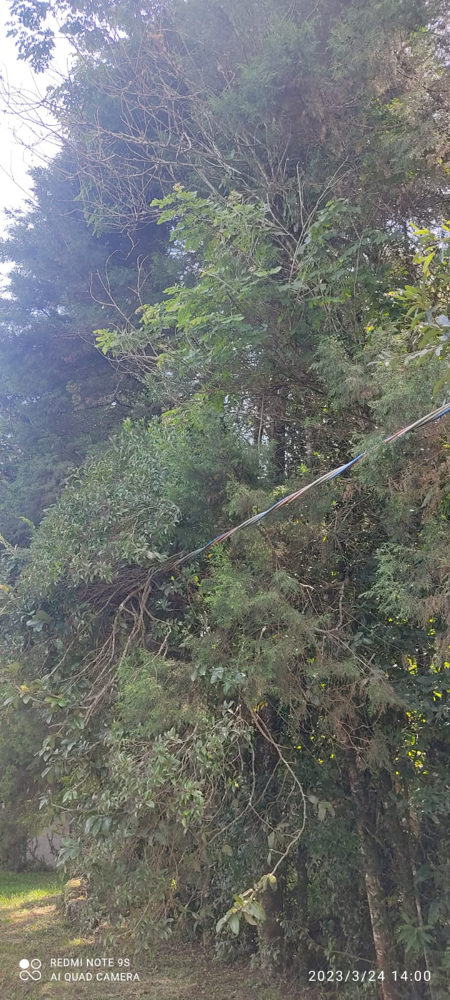 REDMI NOTE 9S
AI QUAD CAMERA
2023/3/24 14:00